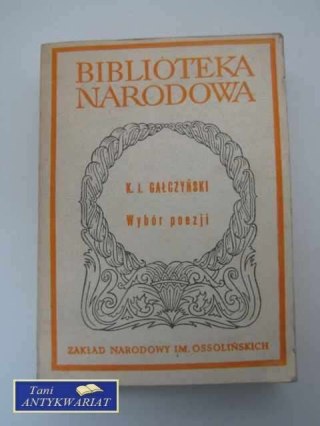 BIBLIOTEKA
NARODOWA
K. I. GAŁCZYŃSKI
Wybór poezji
ZAKŁAD NARODOWY IM. OSSOLIŃSKICH
Tani
ANTYKWARIAT